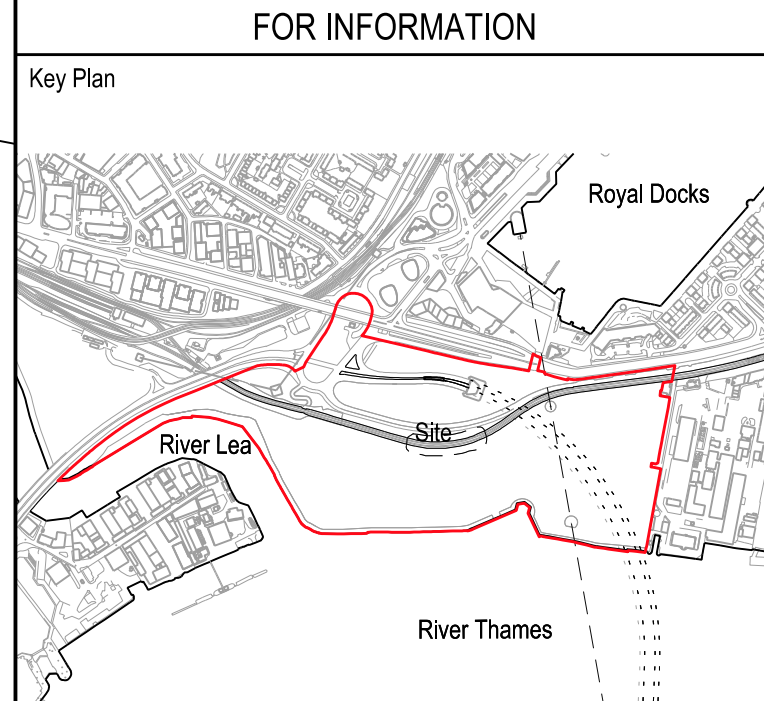 FOR INFORMATION
Key Plan
Royal Docks
Site
River Lea
River Thames